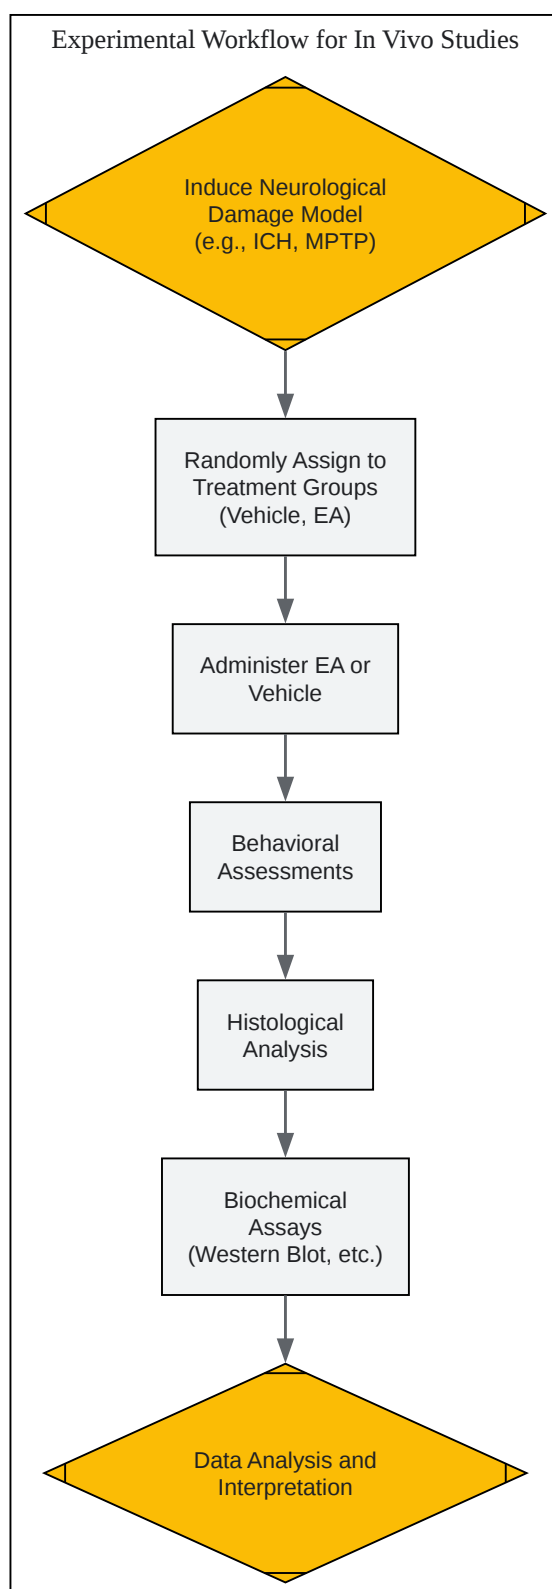 Experimental Workflow for In Vivo Studies
Induce Neurological
Damage Model
(e.g., ICH, MPTP)
Randomly Assign to
Treatment Groups
(Vehicle, EA)
Administer EA or
Vehicle
Behavioral
Assessments
Histological
Analysis
Biochemical
Assays
(Western Blot, etc.)
Data Analysis and
Interpretation